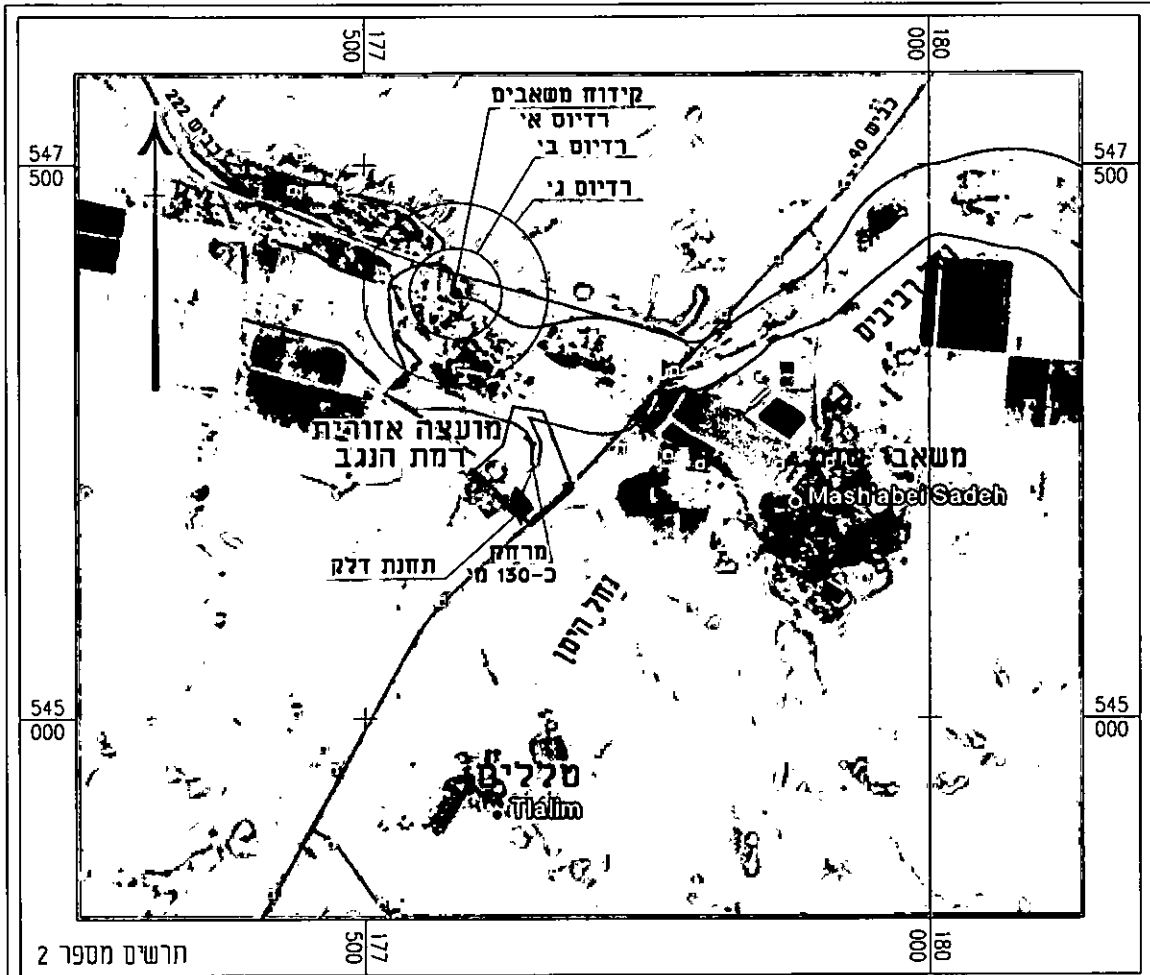 177
500
180
000
547
500
547
500
545
000
545
000
177
500
180
000
קידוח משאבים
רדיוס א'
רדיוס ב'
רדיוס ג'
כביש 222
כביש 40
נחל רביבים
מועצה אזורית
רמת הנגב
משאבי שדה
Mash'abei Sadeh
תחנת דלק
מרחק
כ-130 מ'
טללים
Tlalim
תרשים מספר 2